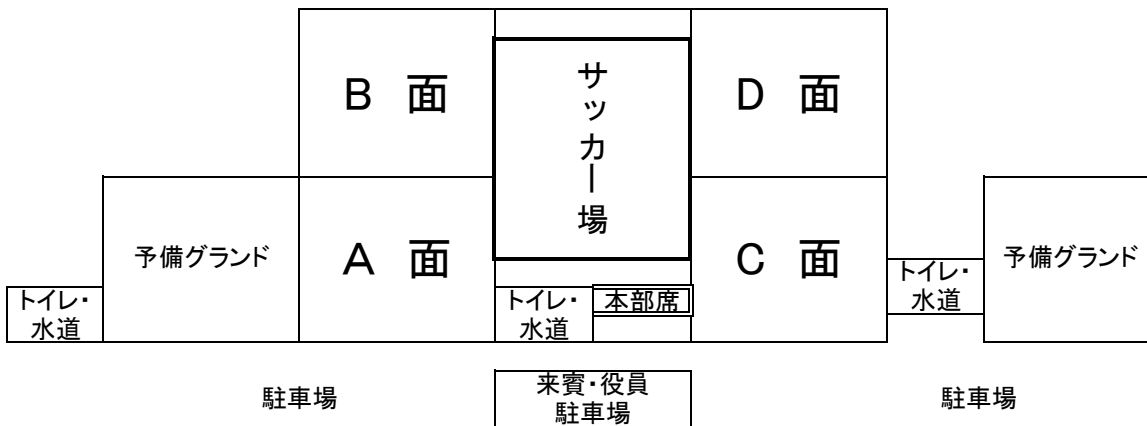 B 面
サッカー場
D 面
予備グランド
A 面
C 面
予備グランド
トイレ・
水道
トイレ・
水道
本部席
トイレ・
水道
駐車場
来賓・役員
駐車場
駐車場